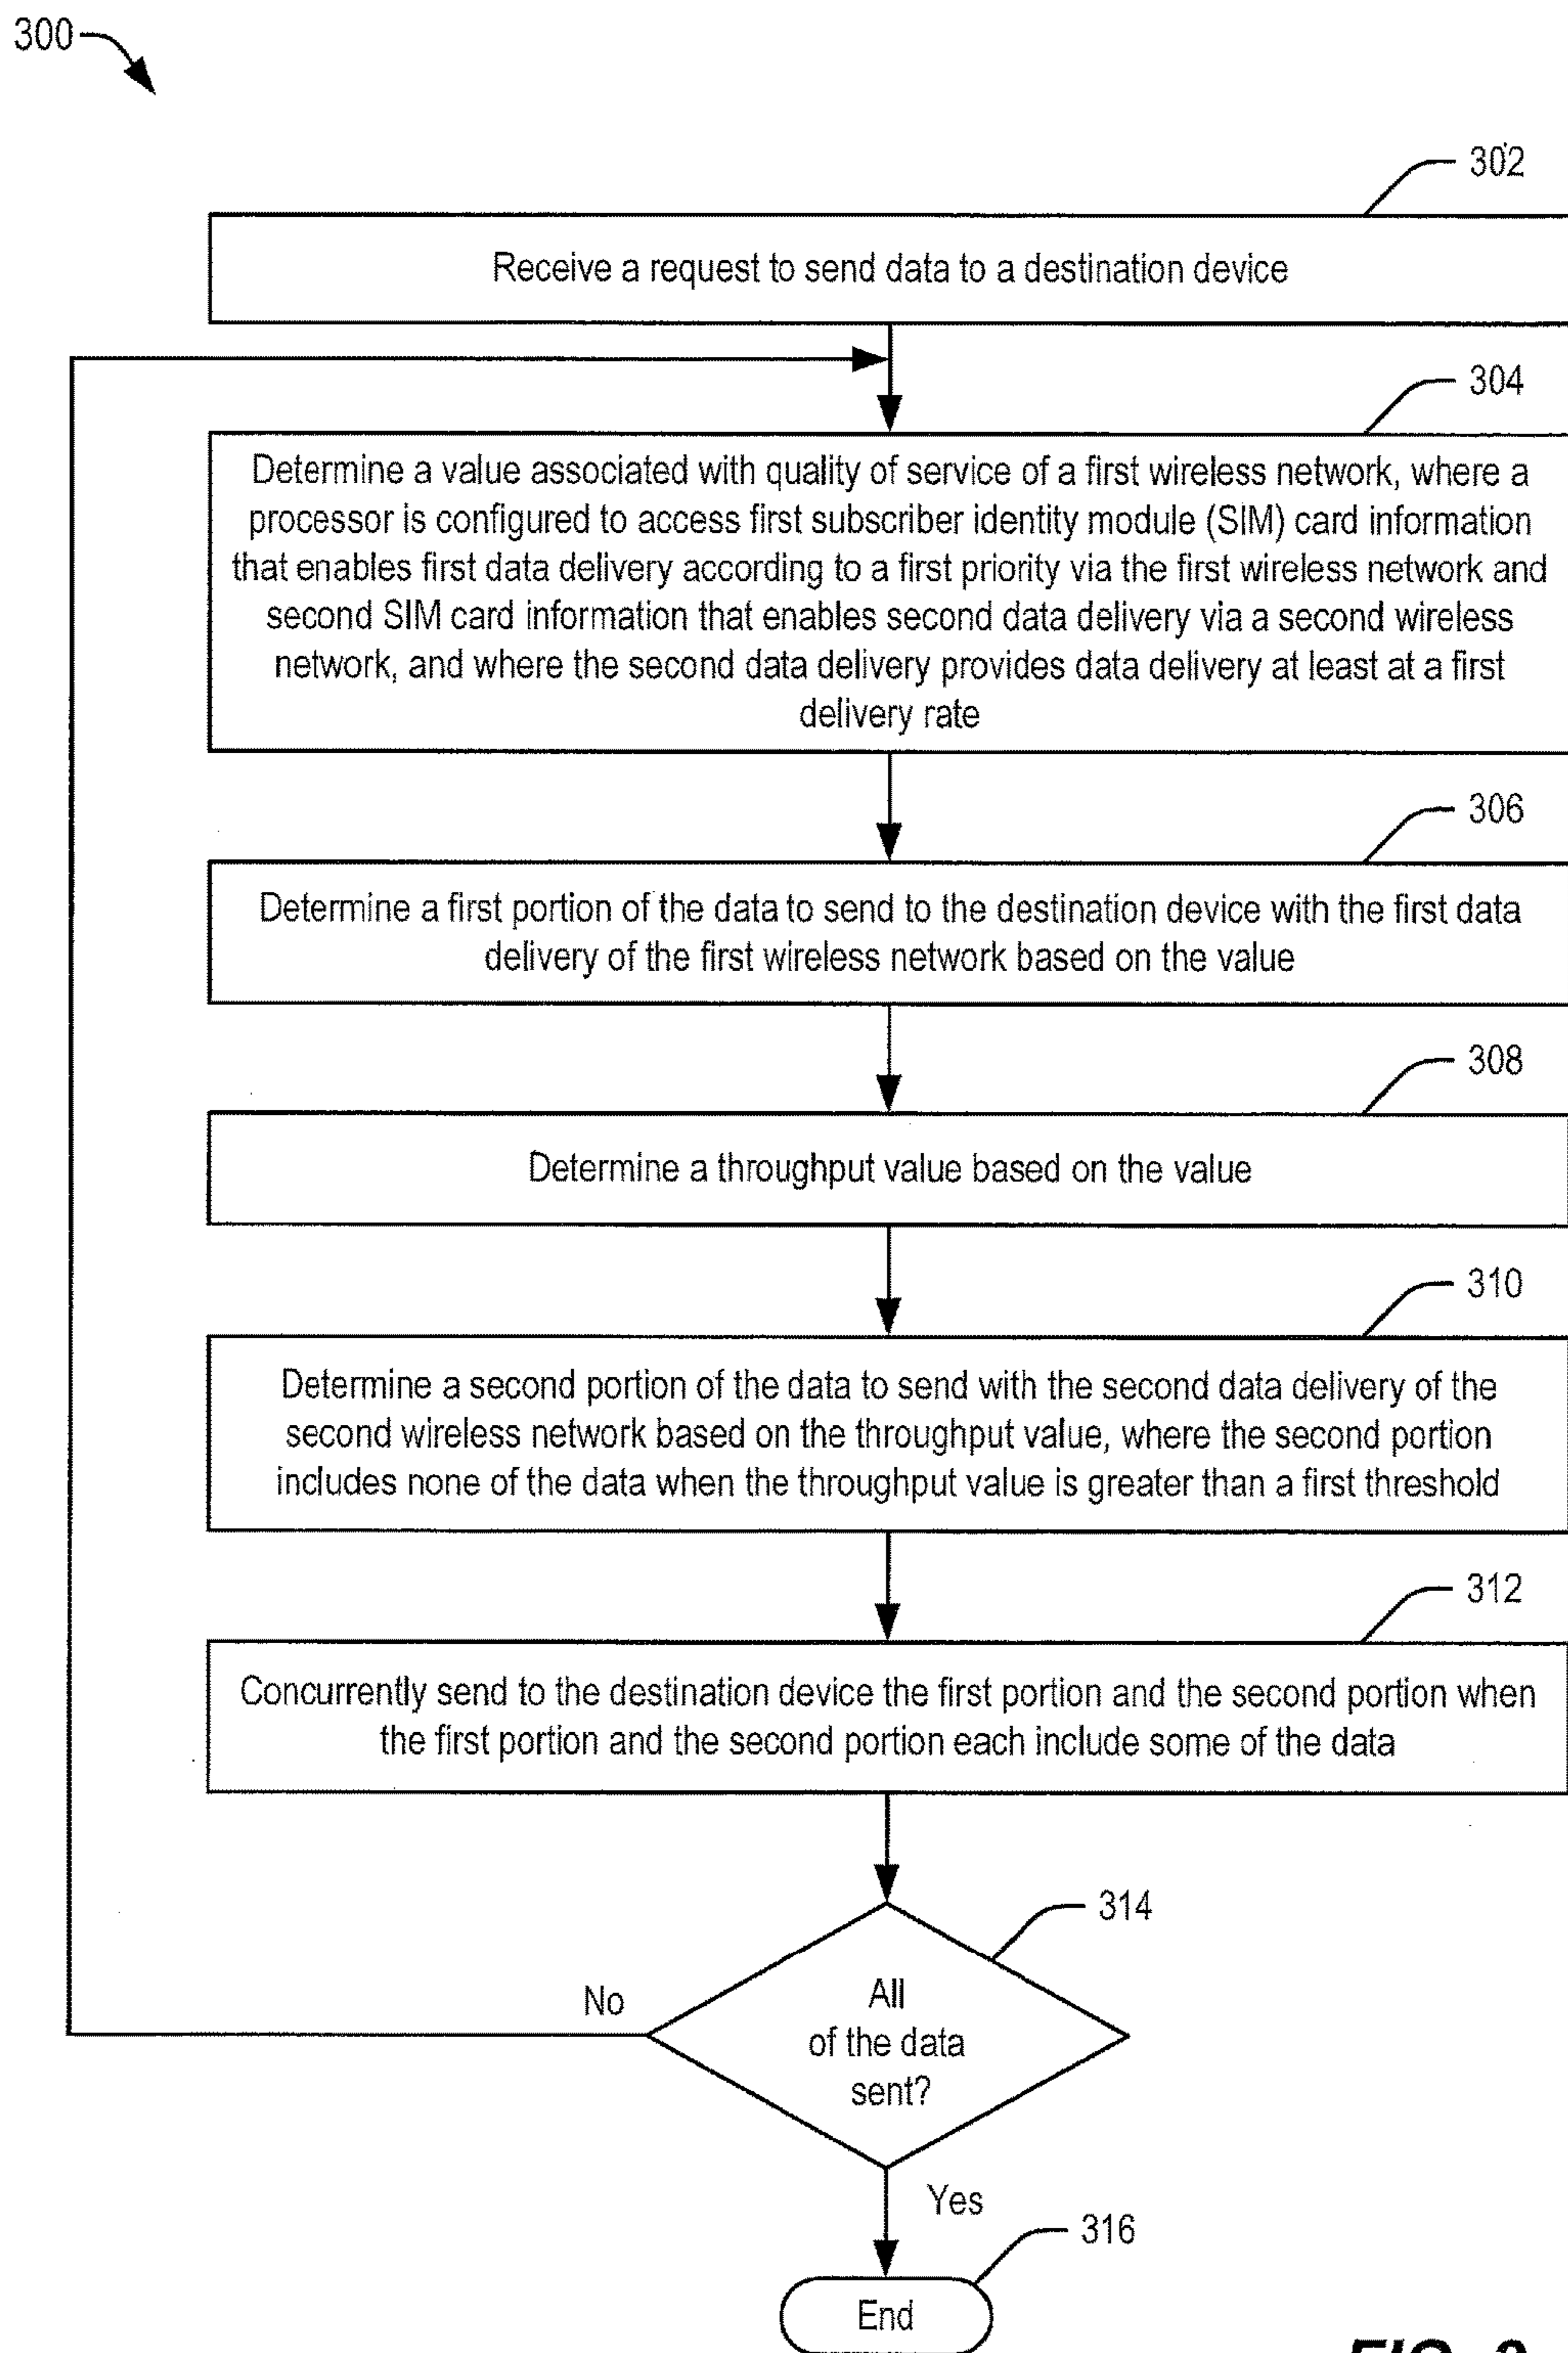 300
302
Receive a request to send data to a destination device
304
Determine a value associated with quality of service of a first wireless network, where a
processor is configured to access first subscriber identity module (SIM) card information
that enables first data delivery according to a first priority via the first wireless network and
second SIM card information that enables second data delivery via a second wireless
network, and where the second data delivery provides data delivery at least at a first
delivery rate
306
Determine a first portion of the data to send to the destination device with the first data
delivery of the first wireless network based on the value
308
Determine a throughput value based on the value
310
Determine a second portion of the data to send with the second data delivery of the
second wireless network based on the throughput value, where the second portion
includes none of the data when the throughput value is greater than a first threshold
312
Concurrently send to the destination device the first portion and the second portion when
the first portion and the second portion each include some of the data
314
All
of the data
sent?
No
Yes
316
End
FIG.